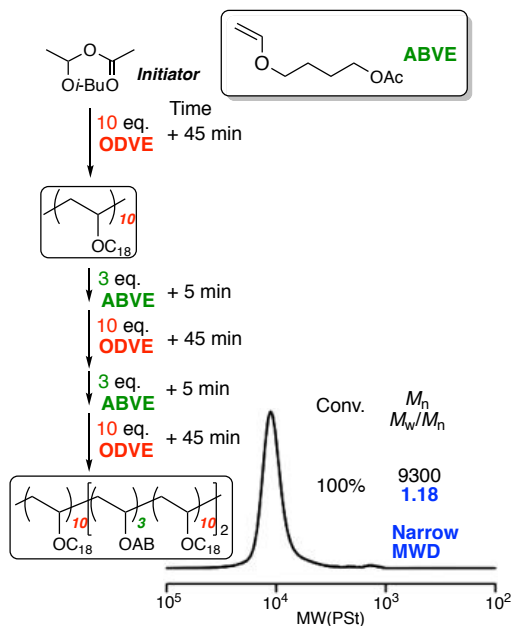 O
O
Oi-BuO
Initiator
ABVE
O
OAc
Time
10 eq.
ODVE
+ 45 min
10
OC18
3 eq.
ABVE
+ 5 min
10 eq.
ODVE
+ 45 min
3 eq.
ABVE
+ 5 min
10 eq.
ODVE
+ 45 min
10 3 10 2
OC18 OAB OC18
Conv. Mn
Mw/Mn
100% 9300
1.18
Narrow
MWD
10^5 10^4 10^3 10^2
MW(PSt)